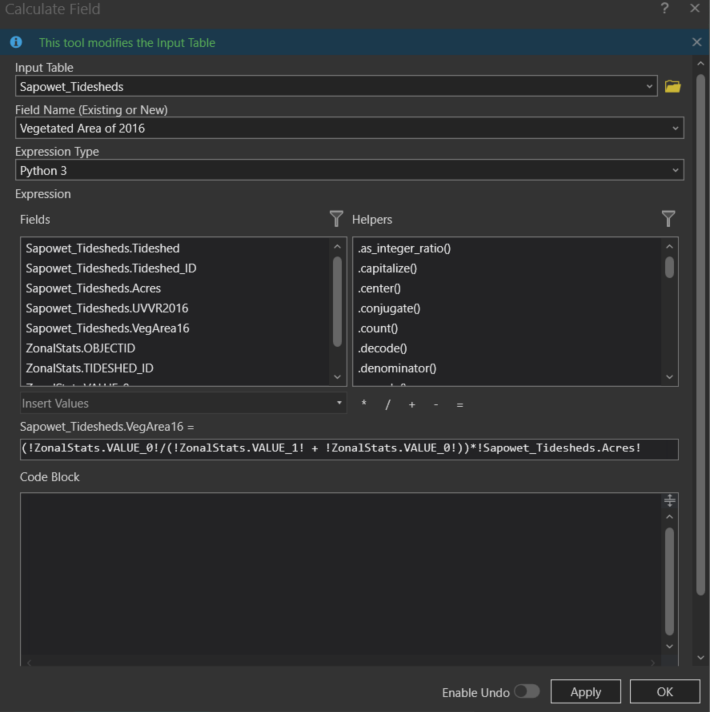 Calculate Field
?
This tool modifies the Input Table
Input Table
Sapowet_Tidesheds
Field Name (Existing or New)
Vegetated Area of 2016
Expression Type
Python 3
Expression
Fields
Helpers
Sapowet_Tidesheds.Tideshed
Sapowet_Tidesheds.Tideshed_ID
Sapowet_Tidesheds.Acres
Sapowet_Tidesheds.UVVR2016
Sapowet_Tidesheds.VegArea16
ZonalStats.OBJECTID
ZonalStats.TIDESHED_ID
.as_integer_ratio()
.capitalize()
.center()
.conjugate()
.count()
.decode()
.denominator()
Insert Values
* / + - =
Sapowet_Tidesheds.VegArea16 =
(!ZonalStats.VALUE_0!/(!ZonalStats.VALUE_1! + !ZonalStats.VALUE_0!))*!Sapowet_Tidesheds.Acres!
Code Block
Enable Undo
Apply
OK